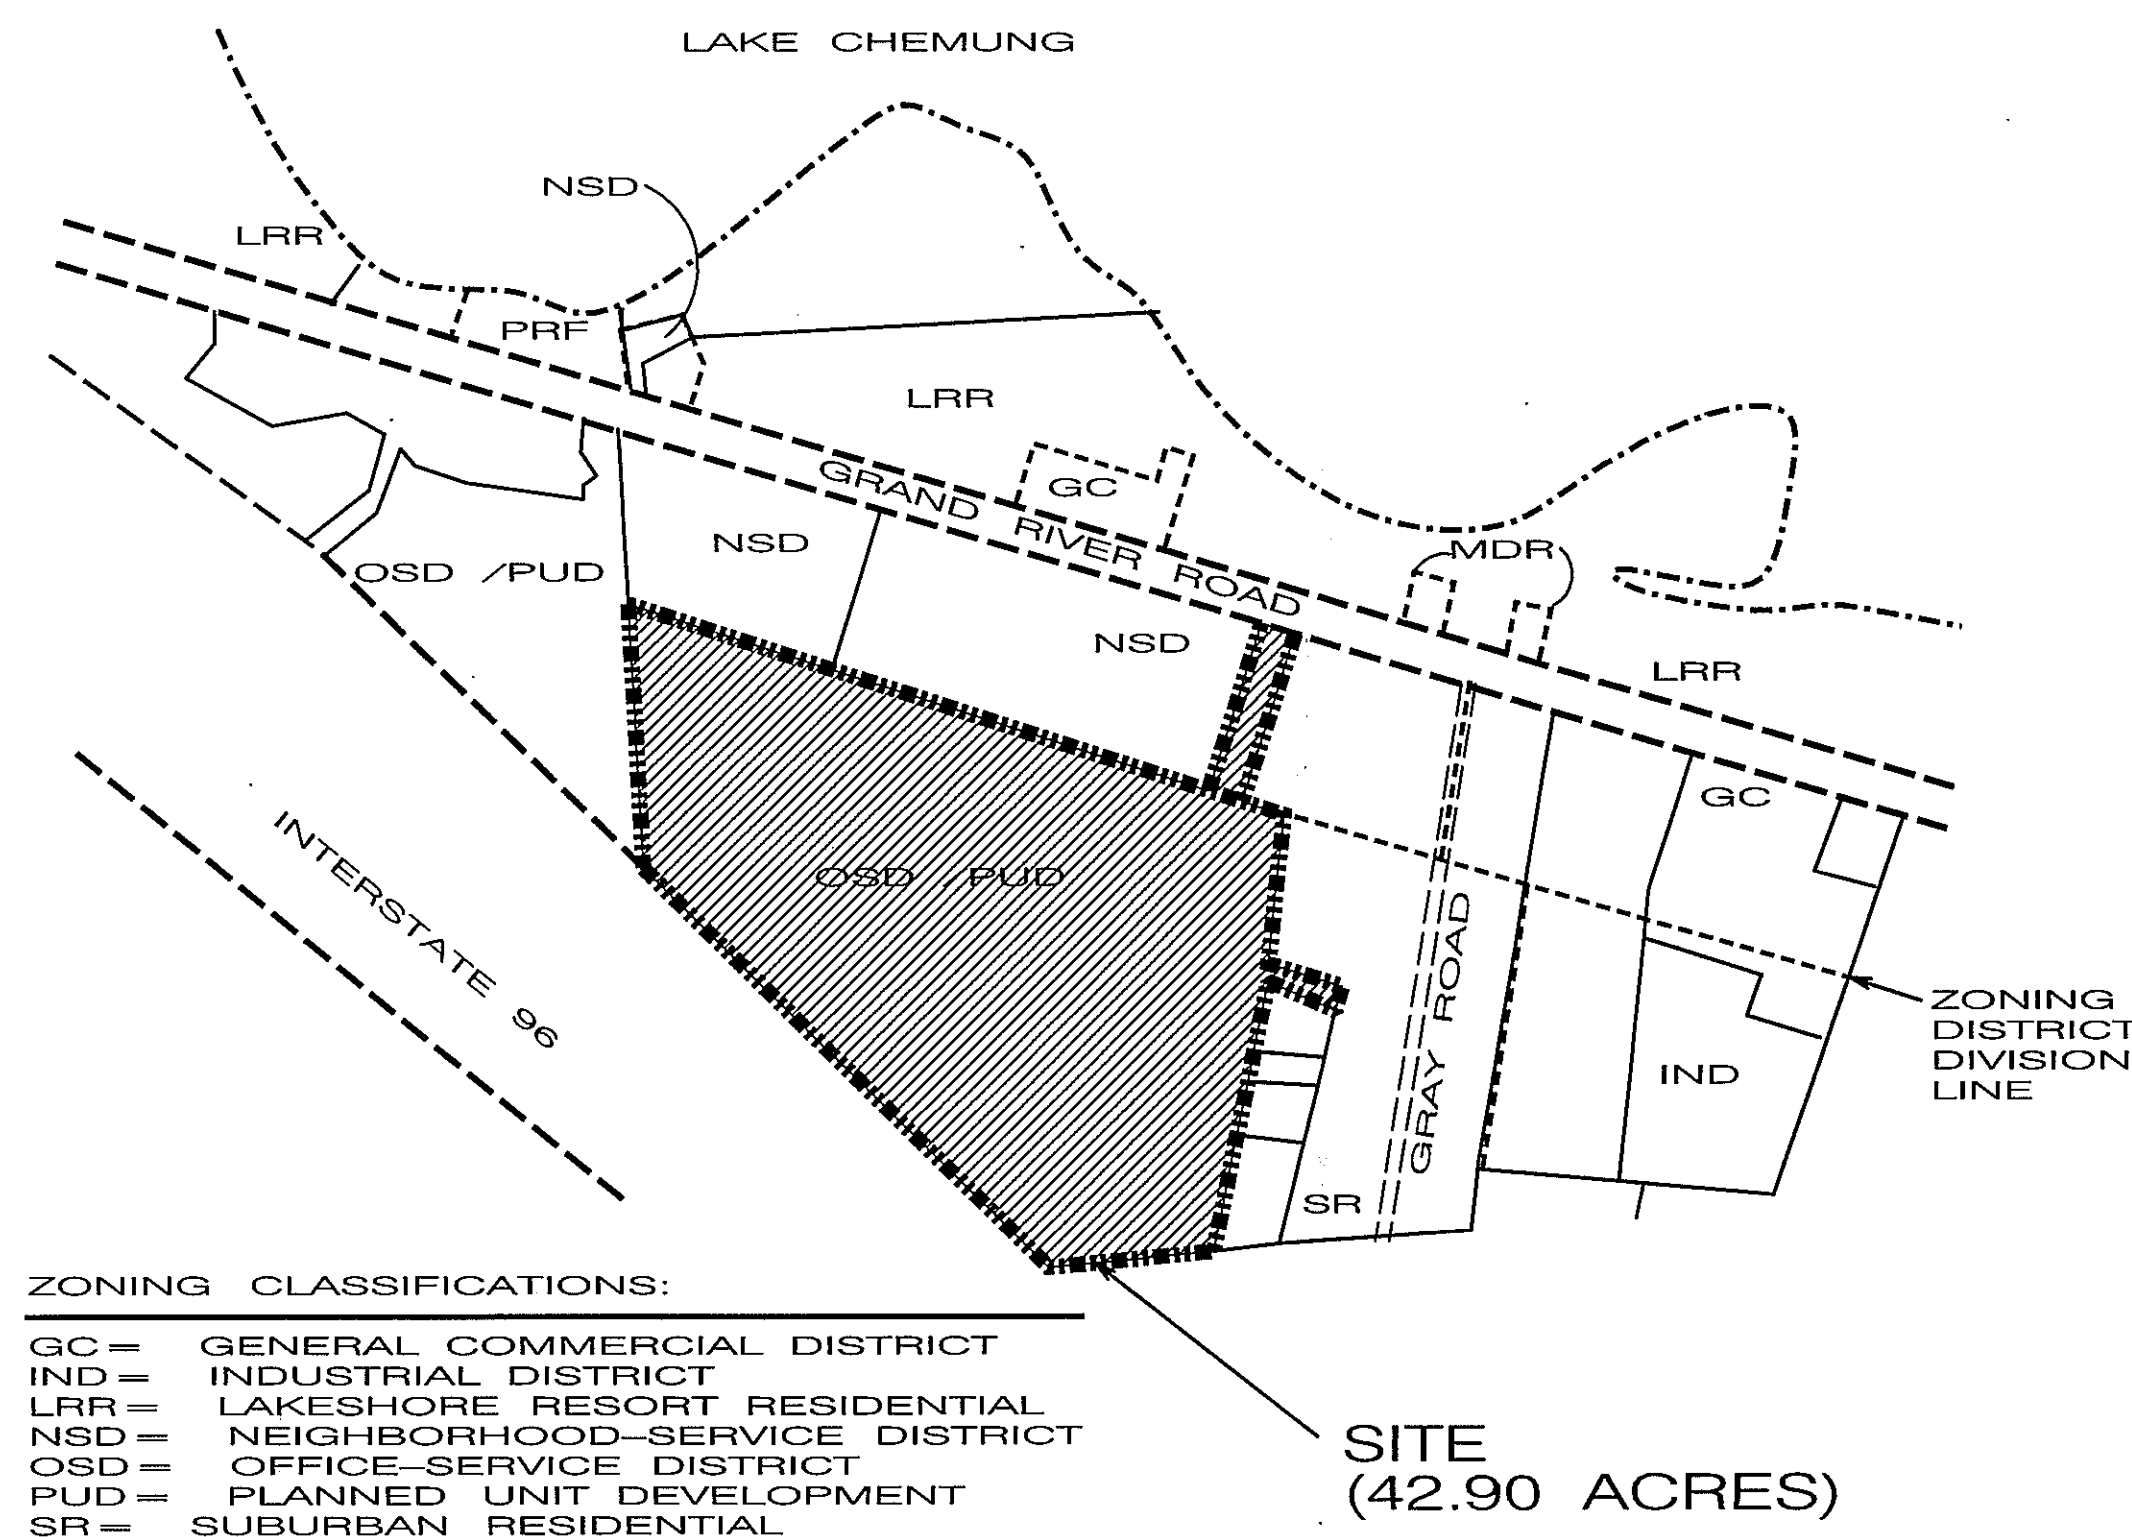 LAKE CHEMUNG
NSD
LRR
PRF
LRR
GC
GRAND RIVER ROAD
NSD
MDR
OSD /PUD
NSD
LRR
GC
INTERSTATE 96
OSD /PUD
GRAY ROAD
ZONING
DISTRICT
DIVISION
LINE
IND
SR
ZONING CLASSIFICATIONS:
GC = GENERAL COMMERCIAL DISTRICT
IND = INDUSTRIAL DISTRICT
LRR = LAKESHORE RESORT RESIDENTIAL
NSD = NEIGHBORHOOD-SERVICE DISTRICT
OSD = OFFICE-SERVICE DISTRICT
PUD = PLANNED UNIT DEVELOPMENT
SR = SUBURBAN RESIDENTIAL
SITE
(42.90 ACRES)